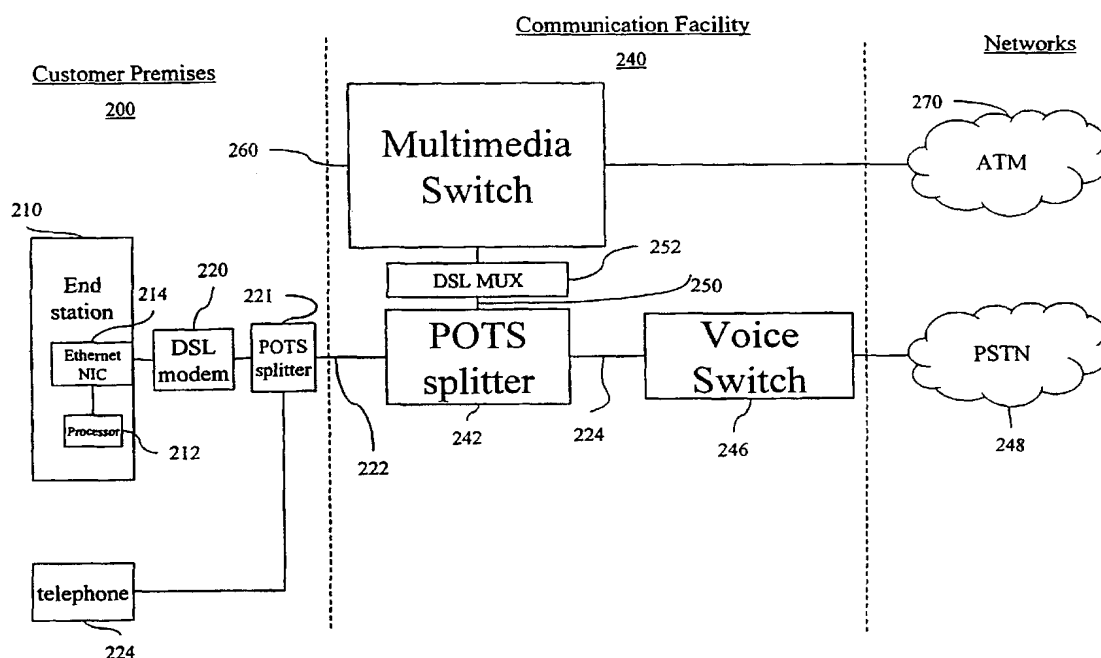 Communication Facility
240
Networks
Customer Premises
200
270
260
Multimedia
Switch
ATM
210
252
DSL MUX
220
221
250
End
station
214
Ethernet
NIC
DSL
modem
POTS
splitter
POTS
splitter
Voice
Switch
PSTN
Processor
212
222
242
224
246
248
telephone
224